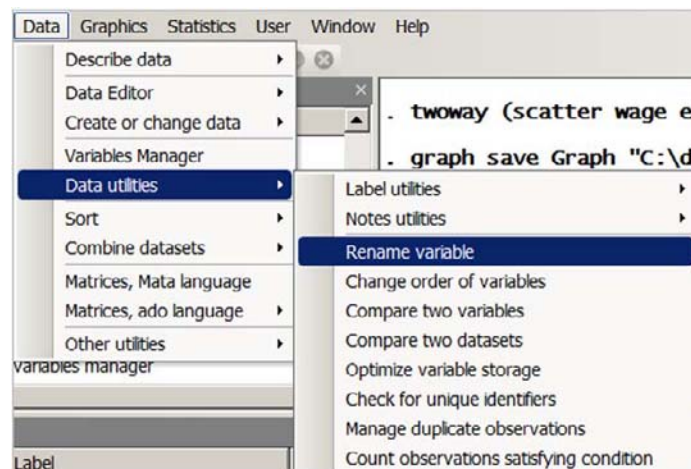 Data Graphics Statistics User Window Help
Describe data
Data Editor
Create or change data
Variables Manager
Data utilities
Sort
Combine datasets
Matrices, Mata language
Matrices, ado language
Other utilities
variables manager
Label
. twoway (scatter wage e
. graph save Graph "C:\d
Label utilities
Notes utilities
Rename variable
Change order of variables
Compare two variables
Compare two datasets
Optimize variable storage
Check for unique identifiers
Manage duplicate observations
Count observations satisfying condition